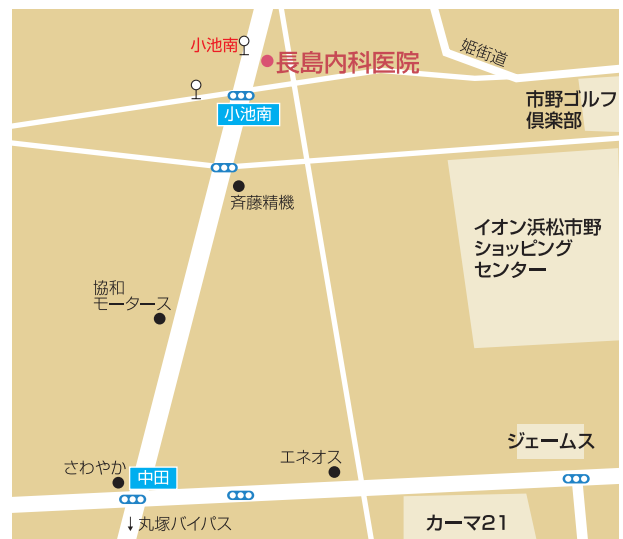 小池南
長島内科医院
姫街道
市野ゴルフ
倶楽部
小池南
斉藤精機
イオン浜松市野
ショッピング
センター
協和
モータース
ジェームス
さわやか
中田
エネオス
↓丸塚バイパス
カーマ21